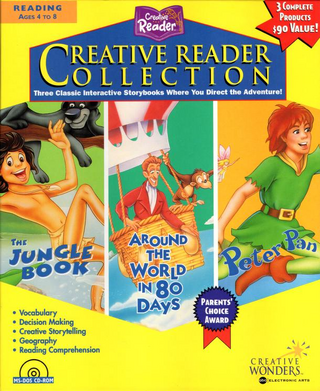 READING
AGES 4 TO 8
Creative
Reader
3 COMPLETE
PRODUCTS
$90 VALUE!
CREATIVE READER
COLLECTION
Three Classic Interactive Storybooks Where You Direct the Adventure!
THE
JUNGLE
BOOK
AROUND
THE
WORLD
IN 80
DAYS
Peter Pan
PARENTS'
CHOICE
AWARD
• Vocabulary
• Decision Making
• Creative Storytelling
• Geography
• Reading Comprehension
MS-DOS CD-ROM
CREATIVE
WONDERS™
ELECTRONIC ARTS